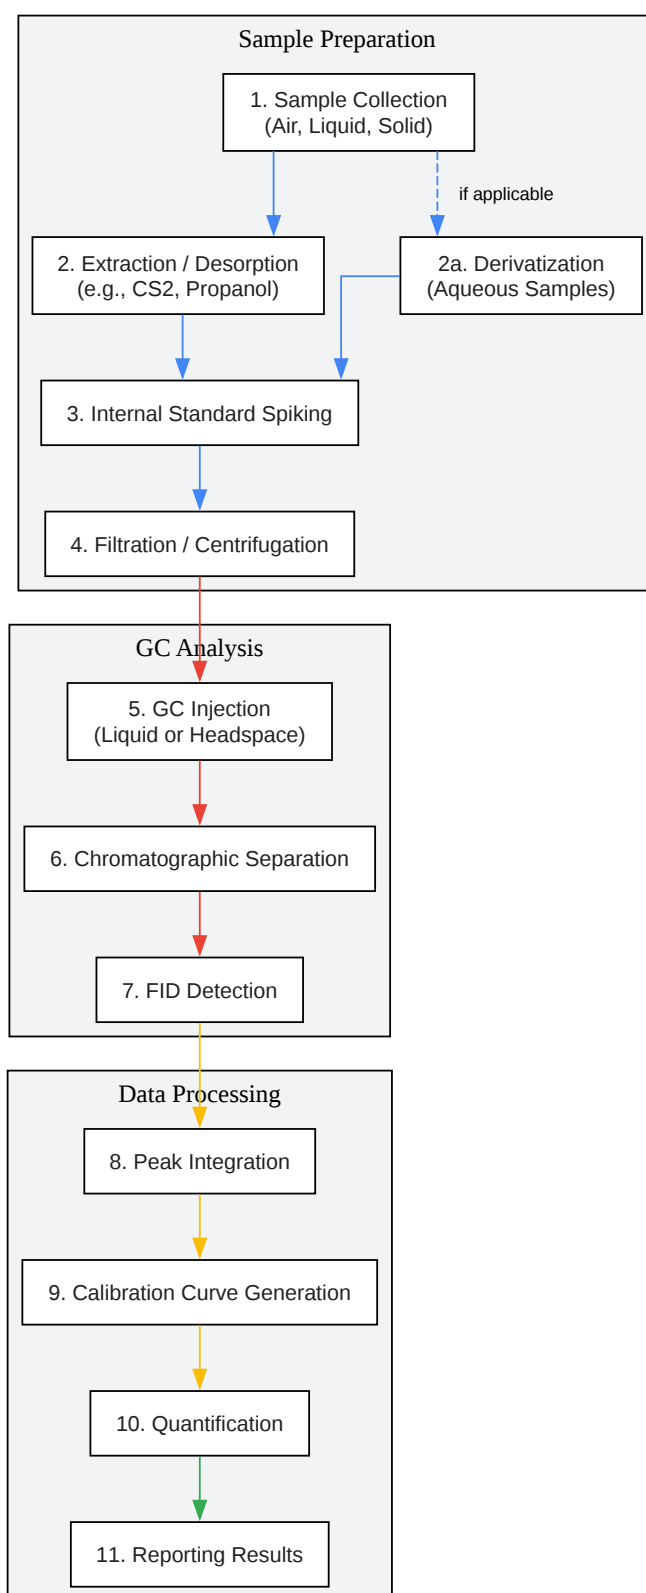 Sample Preparation
1. Sample Collection
(Air, Liquid, Solid)
if applicable
2. Extraction / Desorption
(e.g., CS2, Propanol)
2a. Derivatization
(Aqueous Samples)
3. Internal Standard Spiking
4. Filtration / Centrifugation
GC Analysis
5. GC Injection
(Liquid or Headspace)
6. Chromatographic Separation
7. FID Detection
Data Processing
8. Peak Integration
9. Calibration Curve Generation
10. Quantification
11. Reporting Results